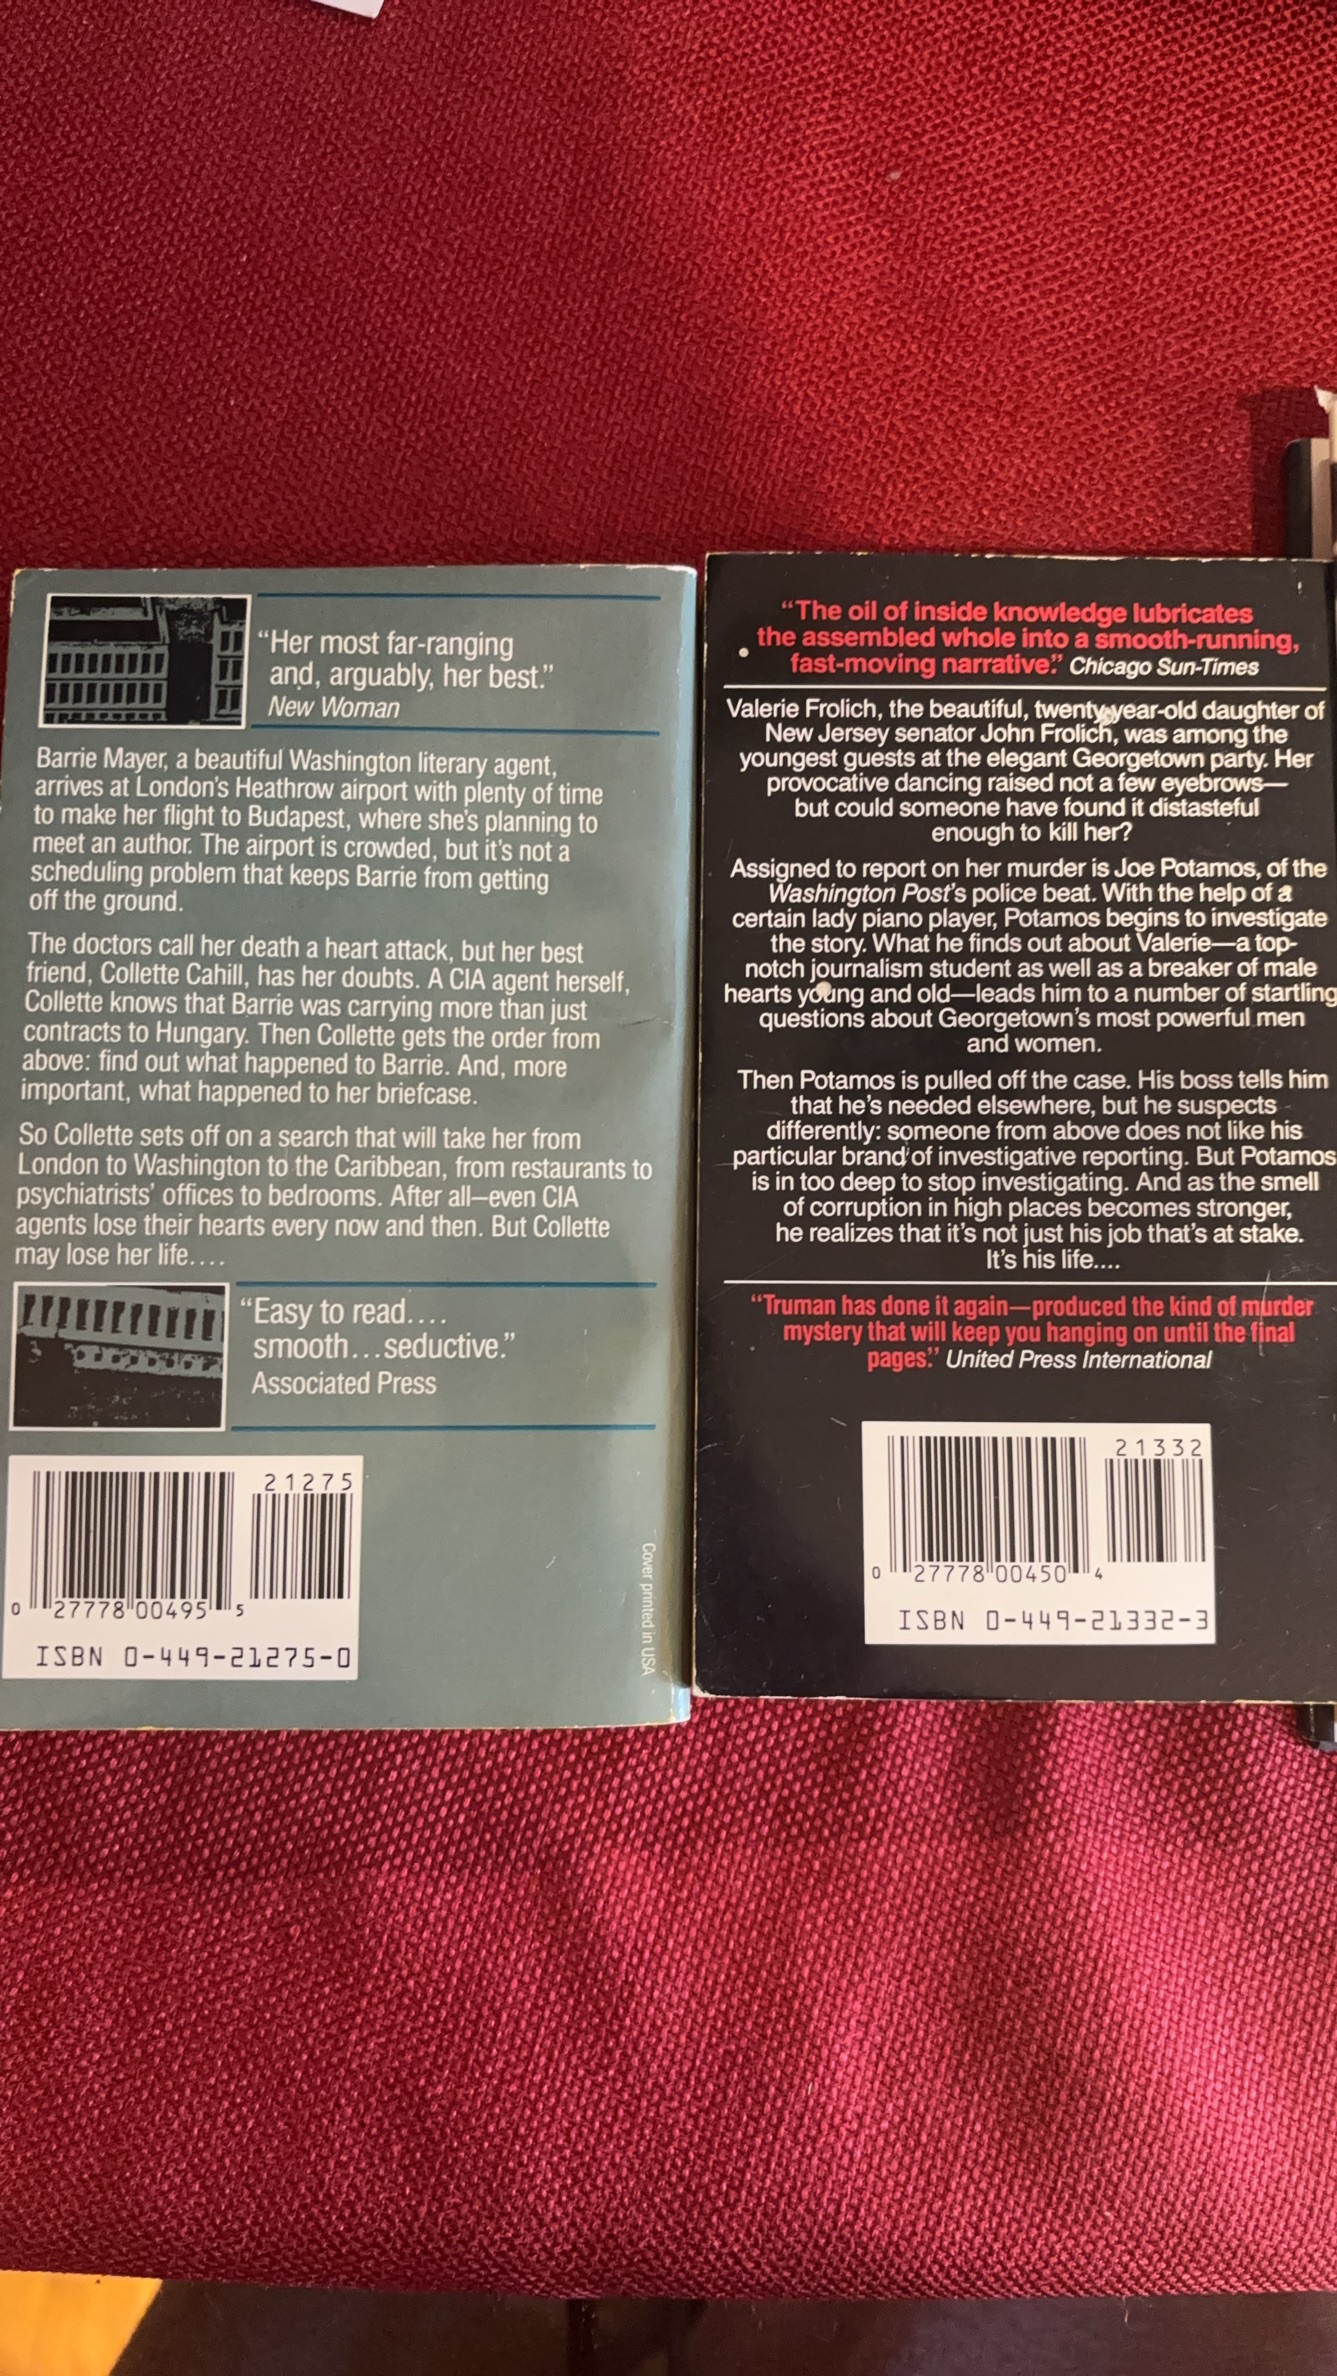 “Her most far-ranging
and, arguably, her best.”
New Woman
Barrie Mayer, a beautiful Washington literary agent,
arrives at London's Heathrow airport with plenty of time
to make her flight to Budapest, where she's planning to
meet an author. The airport is crowded, but it's not a
scheduling problem that keeps Barrie from getting
off the ground.
The doctors call her death a heart attack, but her best
friend, Collette Cahill, has her doubts. A CIA agent herself,
Collette knows that Barrie was carrying more than just
contracts to Hungary. Then Collette gets the order from
above: find out what happened to Barrie. And, more
important, what happened to her briefcase.
So Collette sets off on a search that will take her from
London to Washington to the Caribbean, from restaurants to
psychiatrists' offices to bedrooms. After all—even CIA
agents lose their hearts every now and then. But Collette
may lose her life....
“Easy to read....
smooth...seductive.”
Associated Press
21275
0 27778 00495 5
ISBN 0-449-21275-0
Cover printed in USA
“The oil of inside knowledge lubricates
the assembled whole into a smooth-running,
fast-moving narrative.” Chicago Sun-Times
Valerie Frolich, the beautiful, twenty-year-old daughter of
New Jersey senator John Frolich, was among the
youngest guests at the elegant Georgetown party. Her
provocative dancing raised not a few eyebrows—
but could someone have found it distasteful
enough to kill her?
Assigned to report on her murder is Joe Potamos, of the
Washington Post's police beat. With the help of a
certain lady piano player, Potamos begins to investigate
the story. What he finds out about Valerie—a top-
notch journalism student as well as a breaker of male
hearts young and old—leads him to a number of startling
questions about Georgetown's most powerful men
and women.
Then Potamos is pulled off the case. His boss tells him
that he's needed elsewhere, but he suspects
differently: someone from above does not like his
particular brand of investigative reporting. But Potamos
is in too deep to stop investigating. And as the smell
of corruption in high places becomes stronger,
he realizes that it's not just his job that's at stake.
It's his life....
“Truman has done it again—produced the kind of murder
mystery that will keep you hanging on until the final
pages.” United Press International
21332
0 27778 00450 4
ISBN 0-449-21332-3